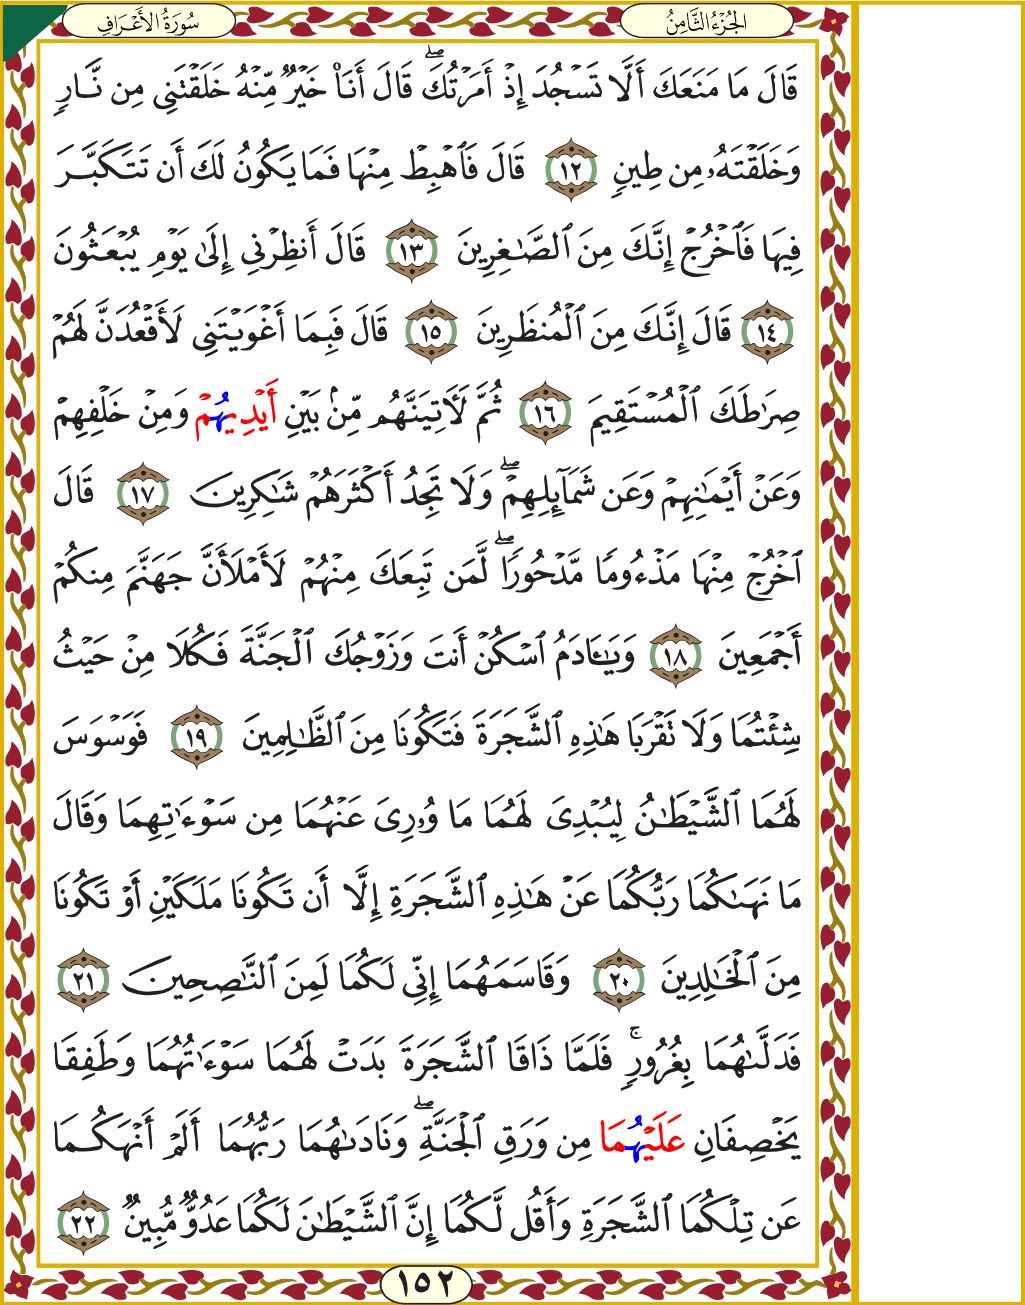 الجُزْءُ الثَّامِنُ
سُورَةُ الأَعْرَافِ
قَالَ مَا مَنَعَكَ أَلَّا تَسۡجُدَ إِذۡ أَمَرۡتُكَۖ قَالَ أَنَا۠ خَيۡرٞ مِّنۡهُ خَلَقۡتَنِي مِن نَّارٖ
وَخَلَقۡتَهُۥ مِن طِينٖ ١٢ قَالَ فَٱهۡبِطۡ مِنۡهَا فَمَا يَكُونُ لَكَ أَن تَتَكَبَّرَ
فِيهَا فَٱخۡرُجۡ إِنَّكَ مِنَ ٱلصَّٰغِرِينَ ١٣ قَالَ أَنظِرۡنِي إِلَىٰ يَوۡمِ يُبۡعَثُونَ
١٤ قَالَ إِنَّكَ مِنَ ٱلۡمُنظَرِينَ ١٥ قَالَ فَبِمَآ أَغۡوَيۡتَنِي لَأَقۡعُدَنَّ لَهُمۡ
صِرَٰطَكَ ٱلۡمُسۡتَقِيمَ ١٦ ثُمَّ لَأٓتِيَنَّهُم مِّنۢ بَيۡنِ أَيۡدِيهُمۡ وَمِنۡ خَلۡفِهِمۡ
وَعَنۡ أَيۡمَٰنِهِمۡ وَعَن شَمَآئِلِهِمۡۖ وَلَا تَجِدُ أَكۡثَرَهُمۡ شَٰكِرِينَ ١٧ قَالَ
ٱخۡرُجۡ مِنۡهَا مَذۡءُومٗا مَّدۡحُورٗاۖ لَّمَن تَبِعَكَ مِنۡهُمۡ لَأَمۡلَأَنَّ جَهَنَّمَ مِنكُمۡ
أَجۡمَعِينَ ١٨ وَيَٰٓـَٔادَمُ ٱسۡكُنۡ أَنتَ وَزَوۡجُكَ ٱلۡجَنَّةَ فَكُلَا مِنۡ حَيۡثُ
شِئۡتُمَا وَلَا تَقۡرَبَا هَٰذِهِ ٱلشَّجَرَةَ فَتَكُونَا مِنَ ٱلظَّٰلِمِينَ ١٩ فَوَسۡوَسَ
لَهُمَا ٱلشَّيۡطَٰنُ لِيُبۡدِيَ لَهُمَا مَا وُۥرِيَ عَنۡهُمَا مِن سَوۡءَٰتِهِمَا وَقَالَ
مَا نَهَىٰكُمَا رَبُّكُمَا عَنۡ هَٰذِهِ ٱلشَّجَرَةِ إِلَّآ أَن تَكُونَا مَلَكَيۡنِ أَوۡ تَكُونَا
مِنَ ٱلۡخَٰلِدِينَ ٢٠ وَقَاسَمَهُمَآ إِنِّي لَكُمَا لَمِنَ ٱلنَّٰصِحِينَ ٢١
فَدَلَّىٰهُمَا بِغُرُورٖۚ فَلَمَّا ذَاقَا ٱلشَّجَرَةَ بَدَتۡ لَهُمَا سَوۡءَٰتُهُمَا وَطَفِقَا
يَخۡصِفَانِ عَلَيۡهُمَا مِن وَرَقِ ٱلۡجَنَّةِۖ وَنَادَىٰهُمَا رَبُّهُمَآ أَلَمۡ أَنۡهَكُمَا
عَن تِلۡكُمَا ٱلشَّجَرَةِ وَأَقُل لَّكُمَآ إِنَّ ٱلشَّيۡطَٰنَ لَكُمَا عَدُوّٞ مُّبِينٞ ٢٢
١٥٢